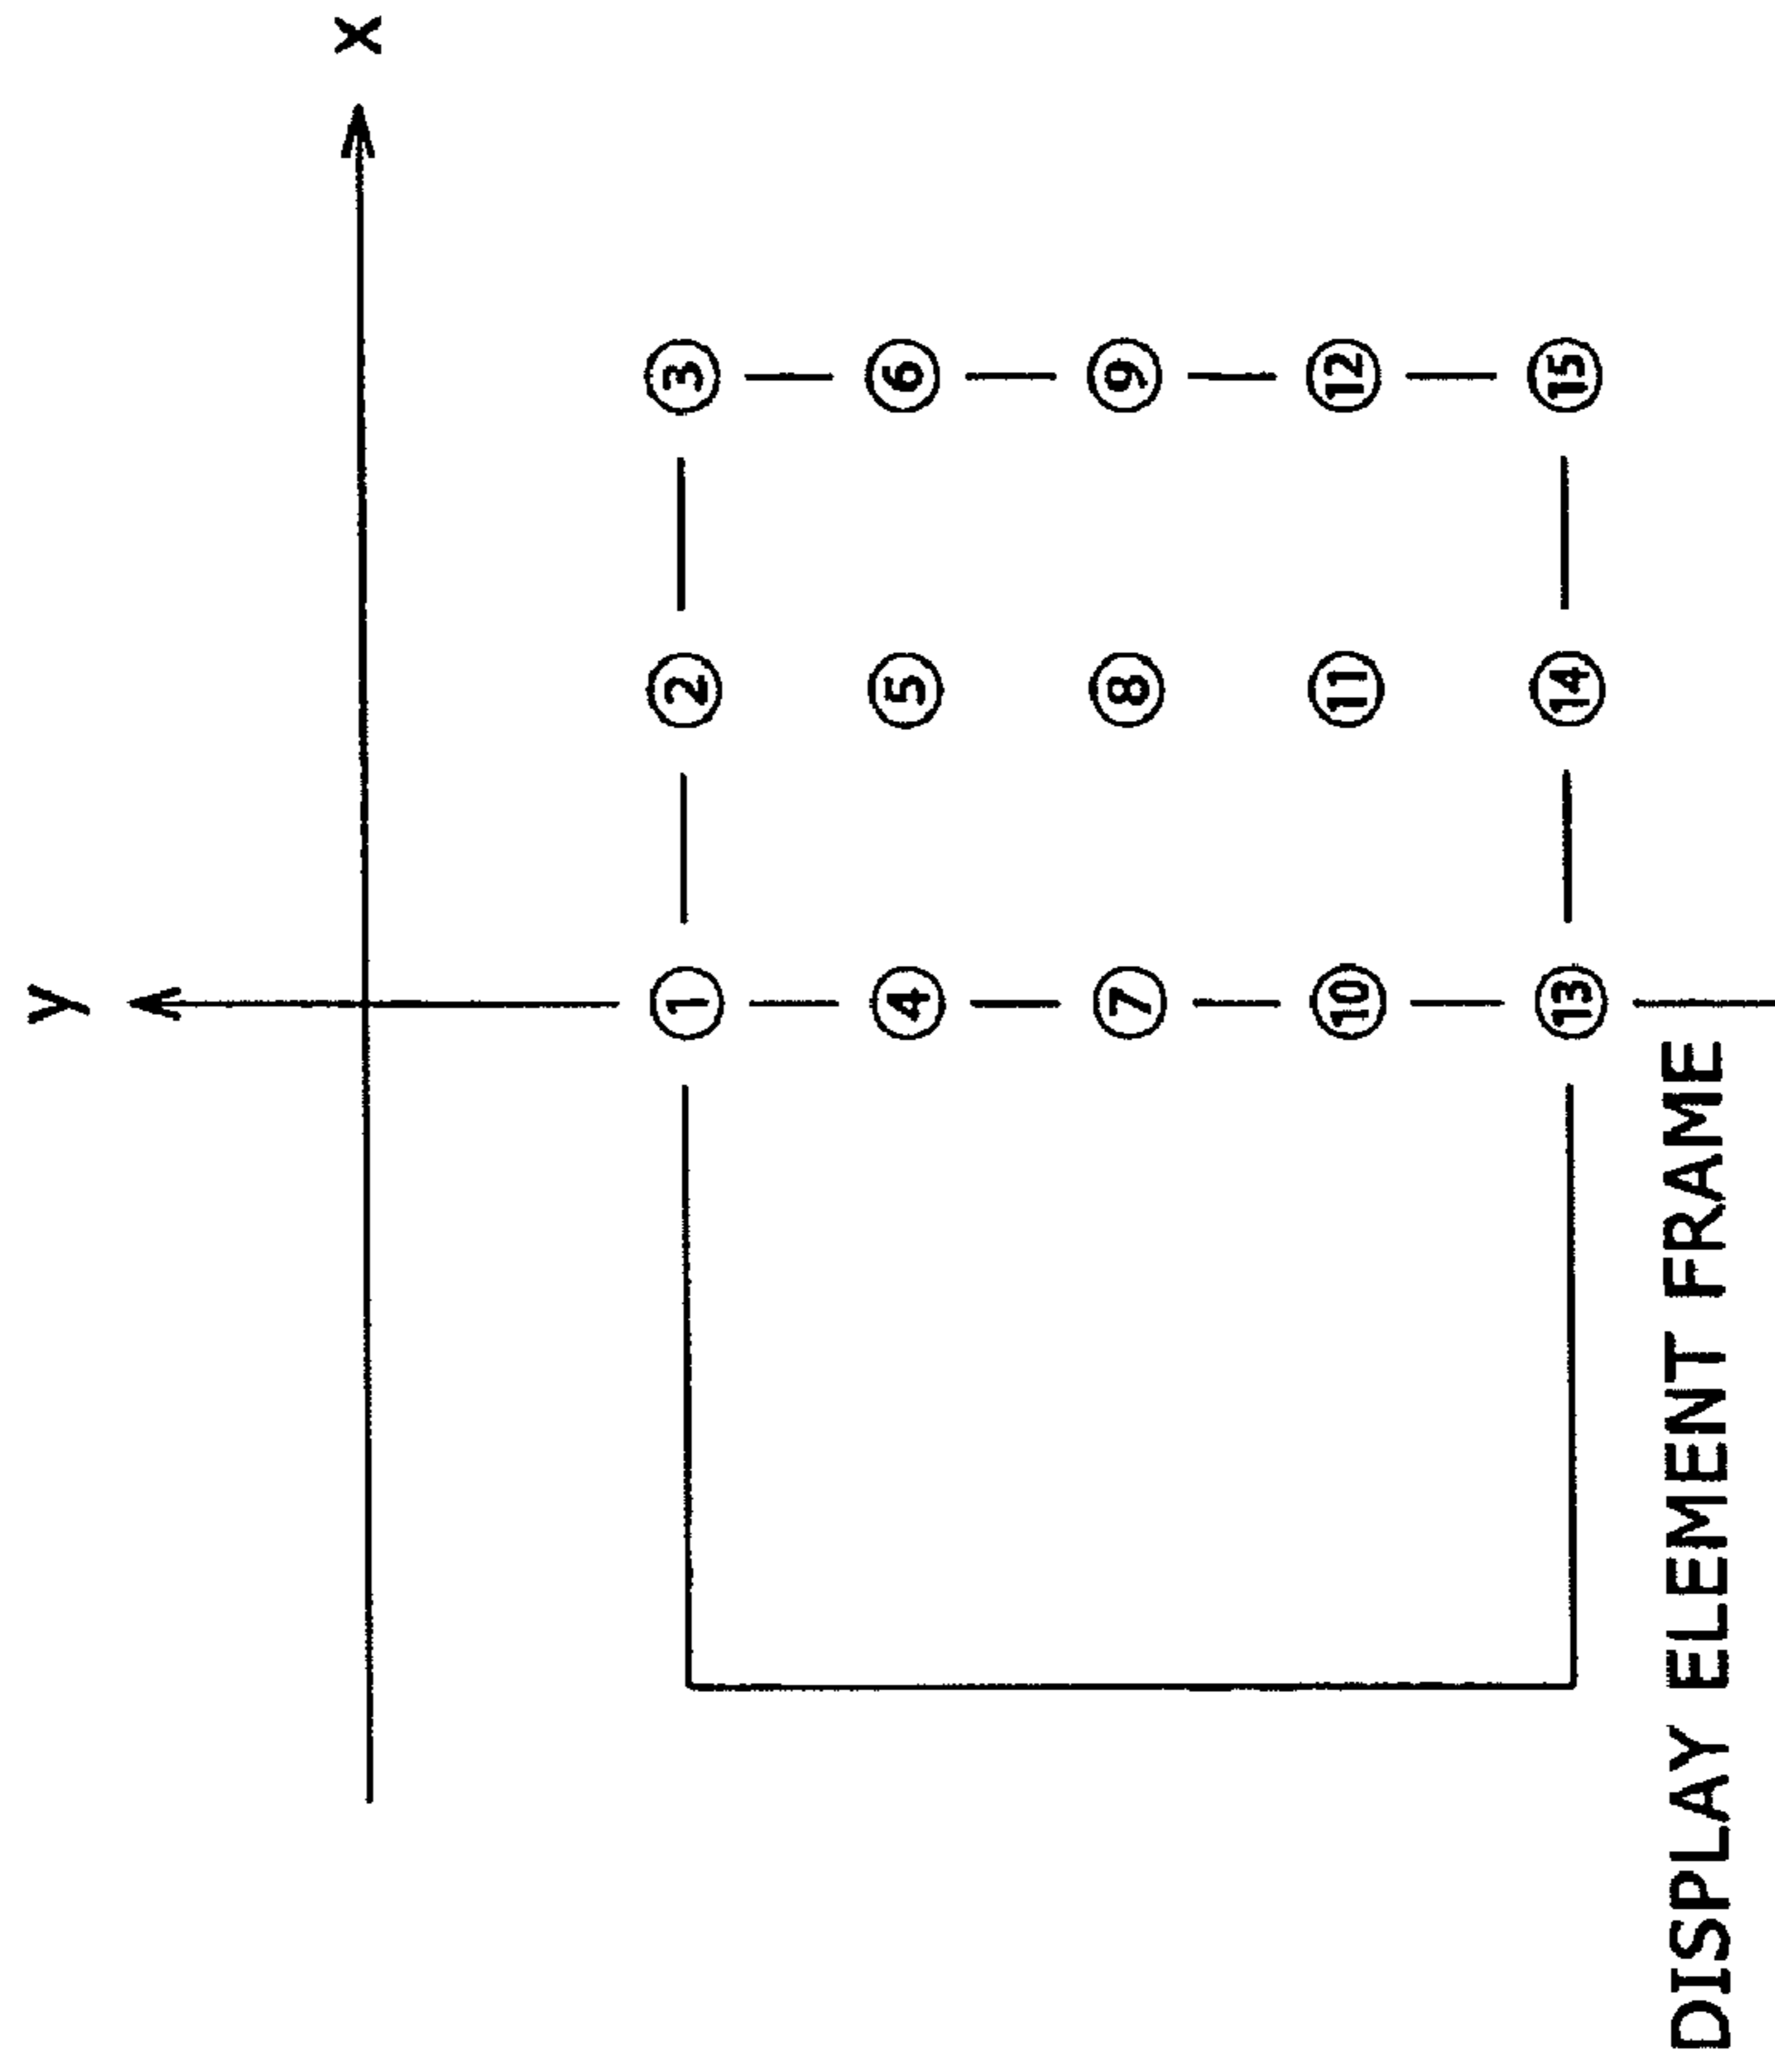 y
x
① ② ③
④ ⑤ ⑥
⑦ ⑧ ⑨
⑩ ⑪ ⑫
⑬ ⑭ ⑮
DISPLAY ELEMENT FRAME